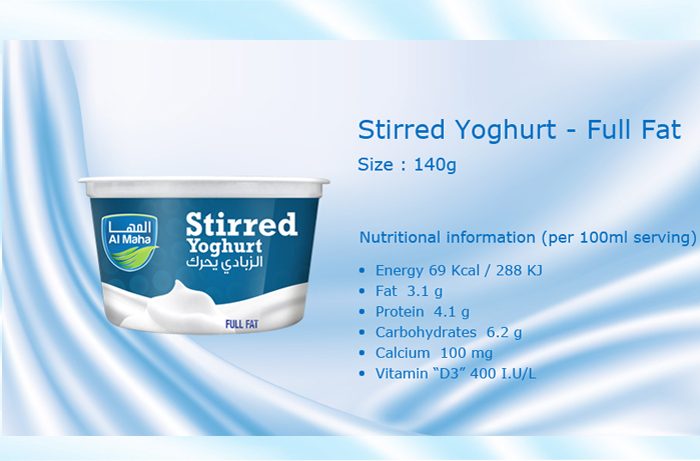 Stirred Yoghurt - Full Fat
Size : 140g
المها
Al Maha
Stirred
Yoghurt
الزبادي يحرك
FULL FAT
Nutritional information (per 100ml serving)
• Energy 69 Kcal / 288 KJ
• Fat 3.1 g
• Protein 4.1 g
• Carbohydrates 6.2 g
• Calcium 100 mg
• Vitamin “D3” 400 I.U/L